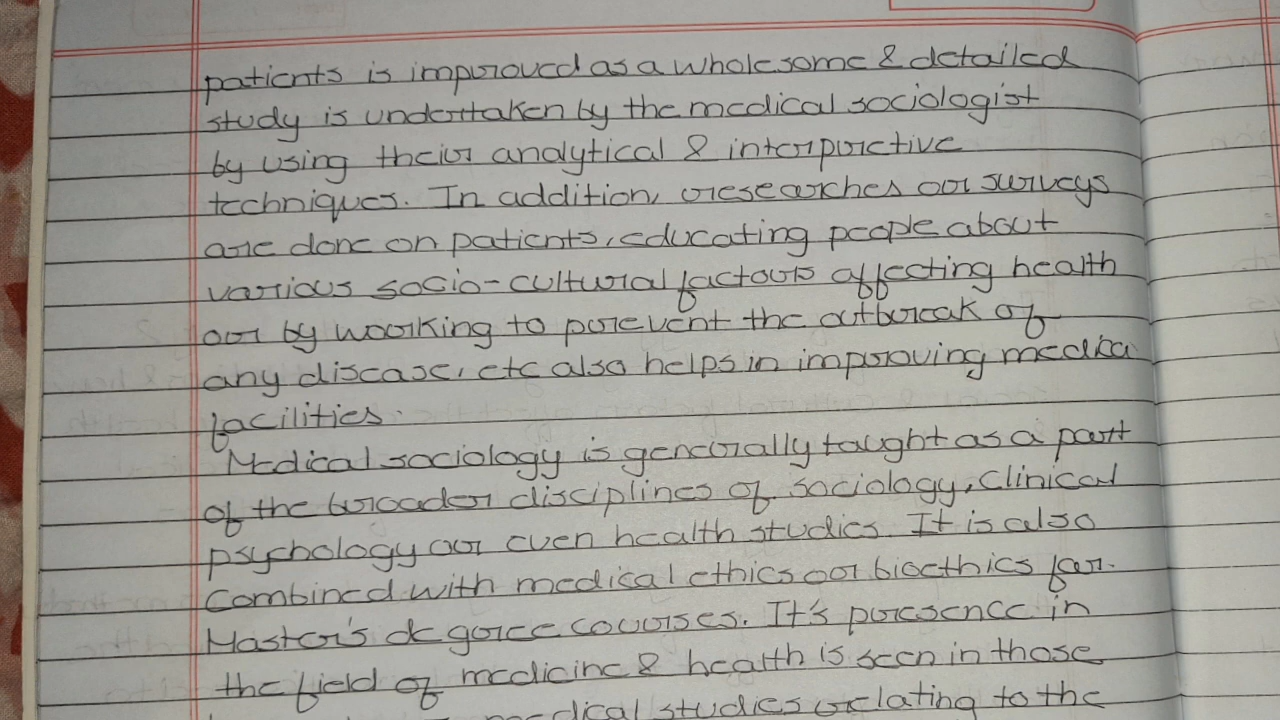 patients is improved as a wholesome & detailed
study is undertaken by the medical sociologist
by using their analytical & interpretive
techniques. In addition, researches or surveys
are done on patients, educating people about
various socio-cultural factors affecting health
or by working to prevent the outbreak of
any disease, etc also helps in improving medica
facilities.
Medical sociology is generally taught as a part
of the broader disciplines of sociology, Clinical
psychology or even health studies. It is also
Combined with medical ethics or bioethics for
Master's degree courses. It's presence in
the field of medicine & health is seen in those
medical studies relating to the